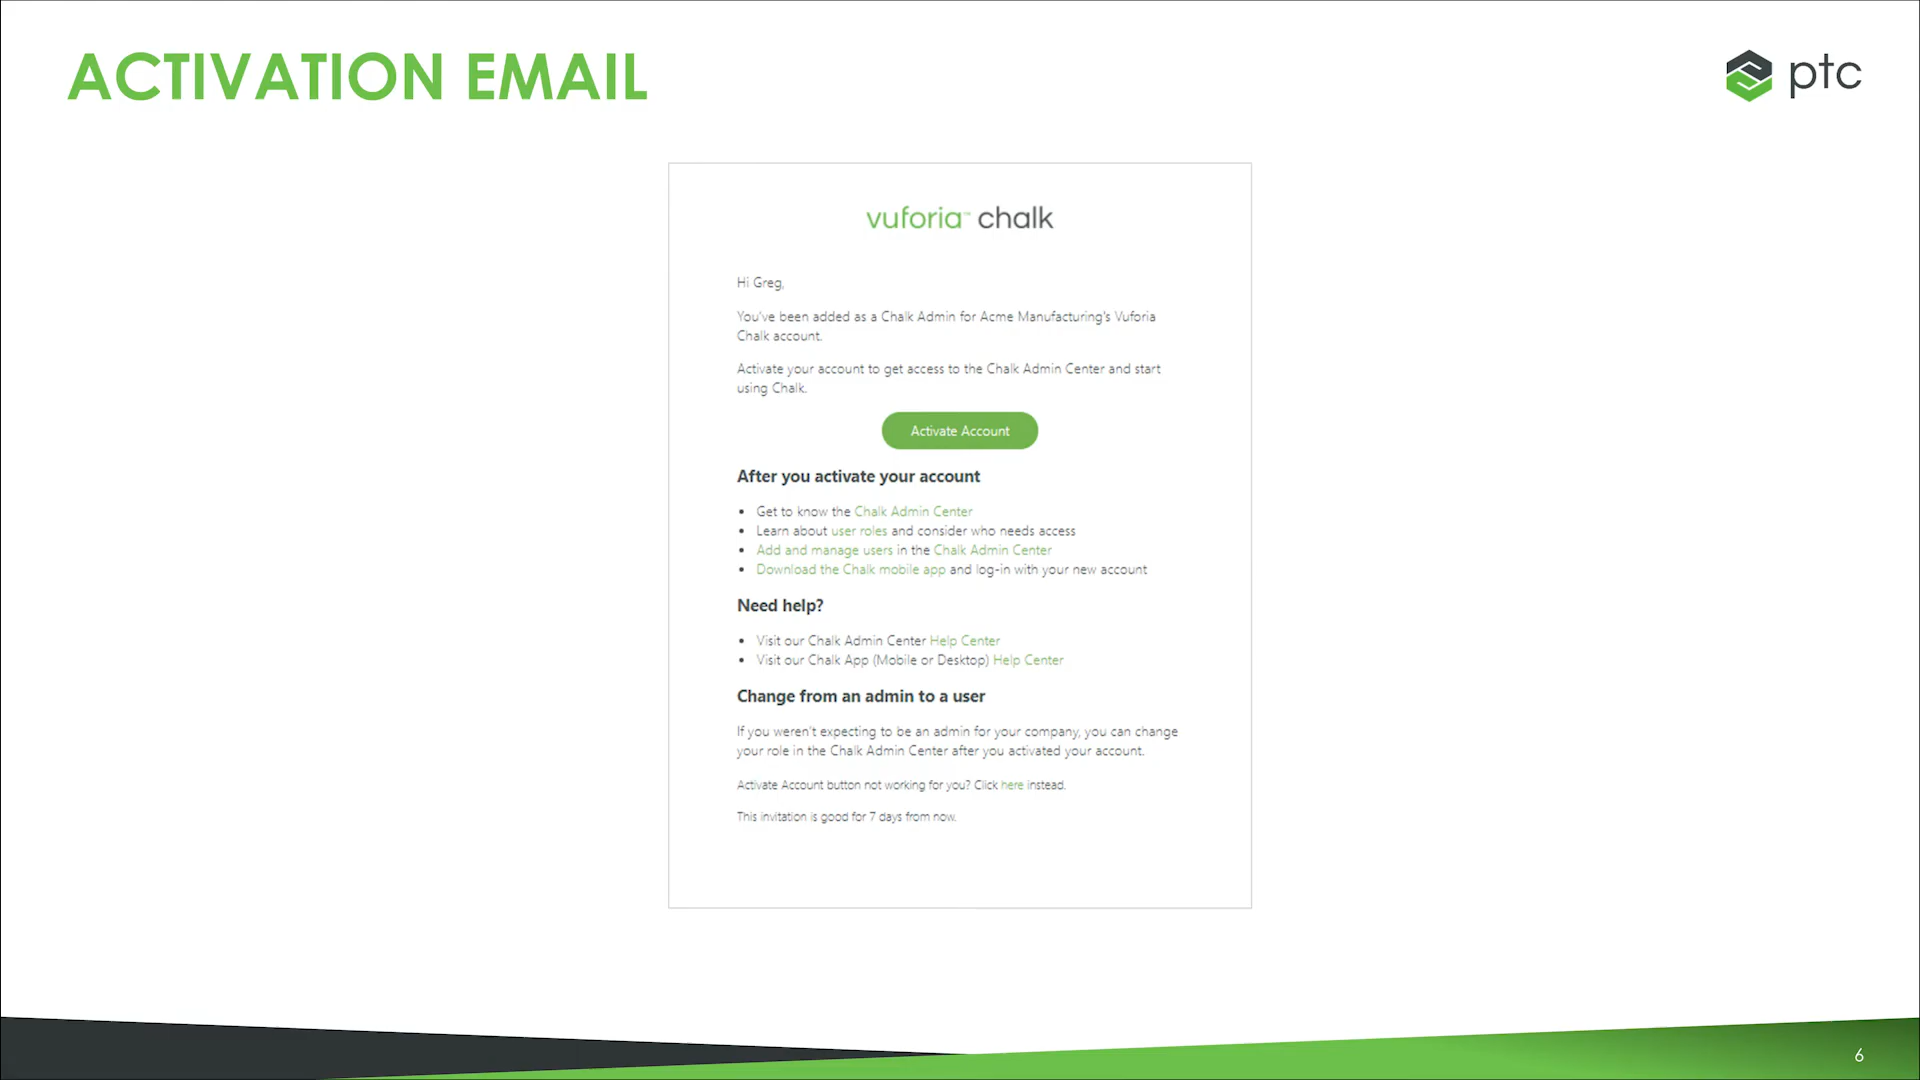 ACTIVATION EMAIL
ptc
vuforia™ chalk
Hi Greg,
You've been added as a Chalk Admin for Acme Manufacturing's Vuforia
Chalk account.
Activate your account to get access to the Chalk Admin Center and start
using Chalk.
Activate Account
After you activate your account
• Get to know the Chalk Admin Center
• Learn about user roles and consider who needs access
• Add and manage users in the Chalk Admin Center
• Download the Chalk mobile app and log-in with your new account
Need help?
• Visit our Chalk Admin Center Help Center
• Visit our Chalk App (Mobile or Desktop) Help Center
Change from an admin to a user
If you weren't expecting to be an admin for your company, you can change
your role in the Chalk Admin Center after you activated your account.
Activate Account button not working for you? Click here instead.
This invitation is good for 7 days from now.
6